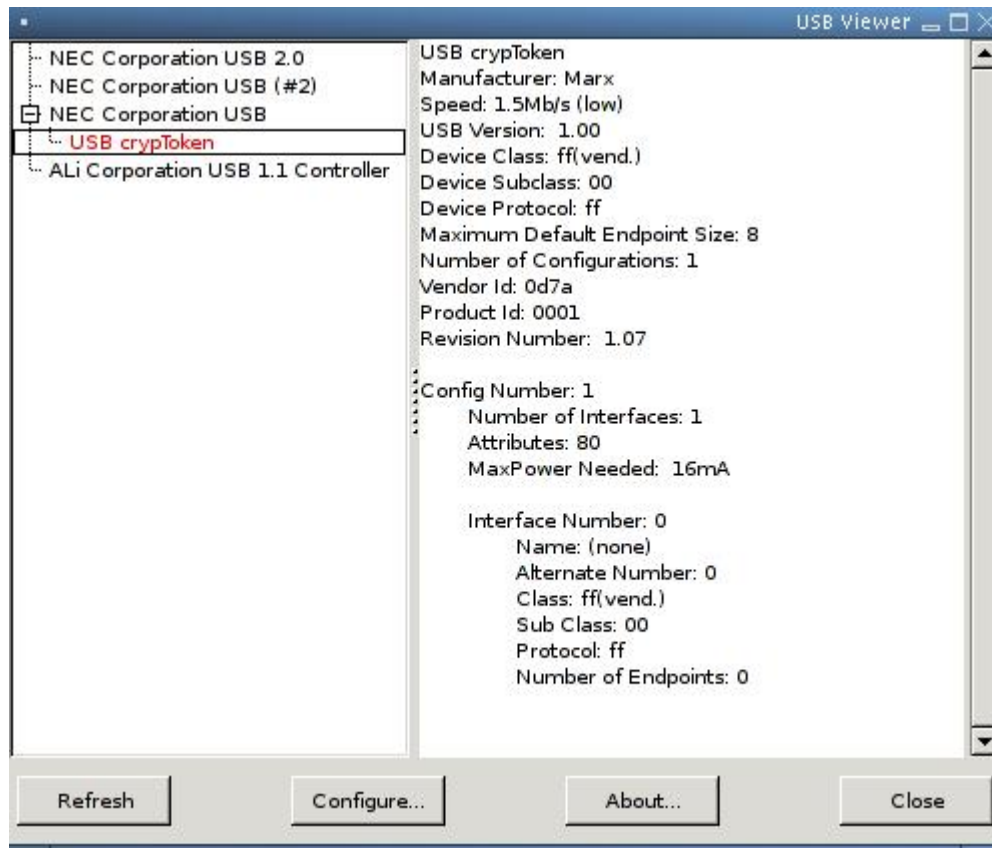 USB Viewer
NEC Corporation USB 2.0
NEC Corporation USB (#2)
NEC Corporation USB
USB crypToken
ALi Corporation USB 1.1 Controller
USB crypToken
Manufacturer: Marx
Speed: 1.5Mb/s (low)
USB Version:  1.00
Device Class: ff(vend.)
Device Subclass: 00
Device Protocol: ff
Maximum Default Endpoint Size: 8
Number of Configurations: 1
Vendor Id: 0d7a
Product Id: 0001
Revision Number:  1.07
Config Number: 1
Number of Interfaces: 1
Attributes: 80
MaxPower Needed:  16mA
Interface Number: 0
Name: (none)
Alternate Number: 0
Class: ff(vend.)
Sub Class: 00
Protocol: ff
Number of Endpoints: 0
Refresh
Configure...
About...
Close